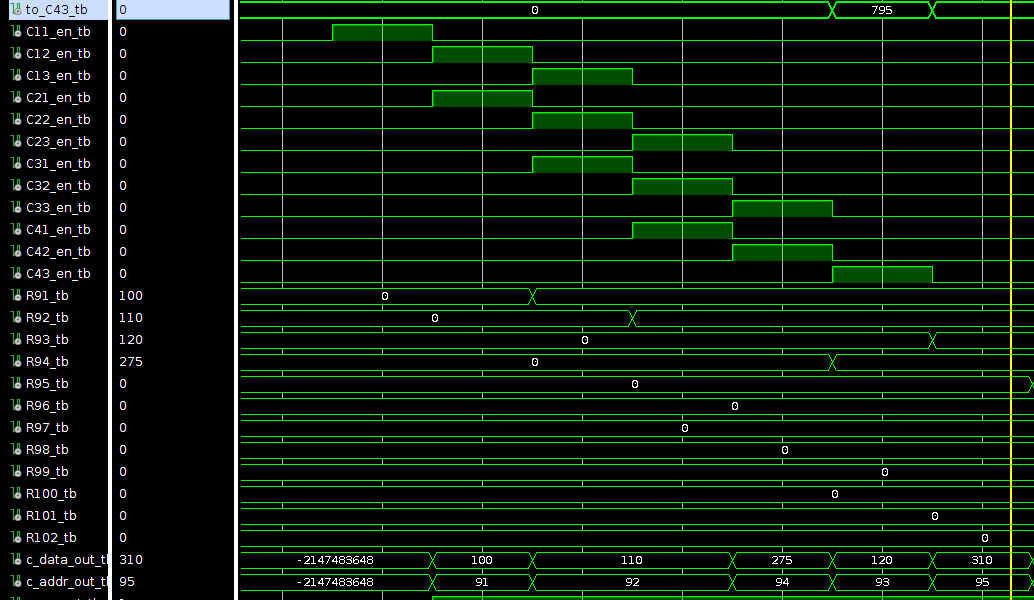 to_C43_tb 0 0 795
C11_en_tb 0
C12_en_tb 0
C13_en_tb 0
C21_en_tb 0
C22_en_tb 0
C23_en_tb 0
C31_en_tb 0
C32_en_tb 0
C33_en_tb 0
C41_en_tb 0
C42_en_tb 0
C43_en_tb 0
R91_tb 100 0
R92_tb 110 0
R93_tb 120 0
R94_tb 275 0
R95_tb 0 0
R96_tb 0 0
R97_tb 0 0
R98_tb 0 0
R99_tb 0 0
R100_tb 0 0
R101_tb 0 0
R102_tb 0 0
c_data_out_t 310 -2147483648 100 110 275 120 310
c_addr_out_t 95 -2147483648 91 92 94 93 95